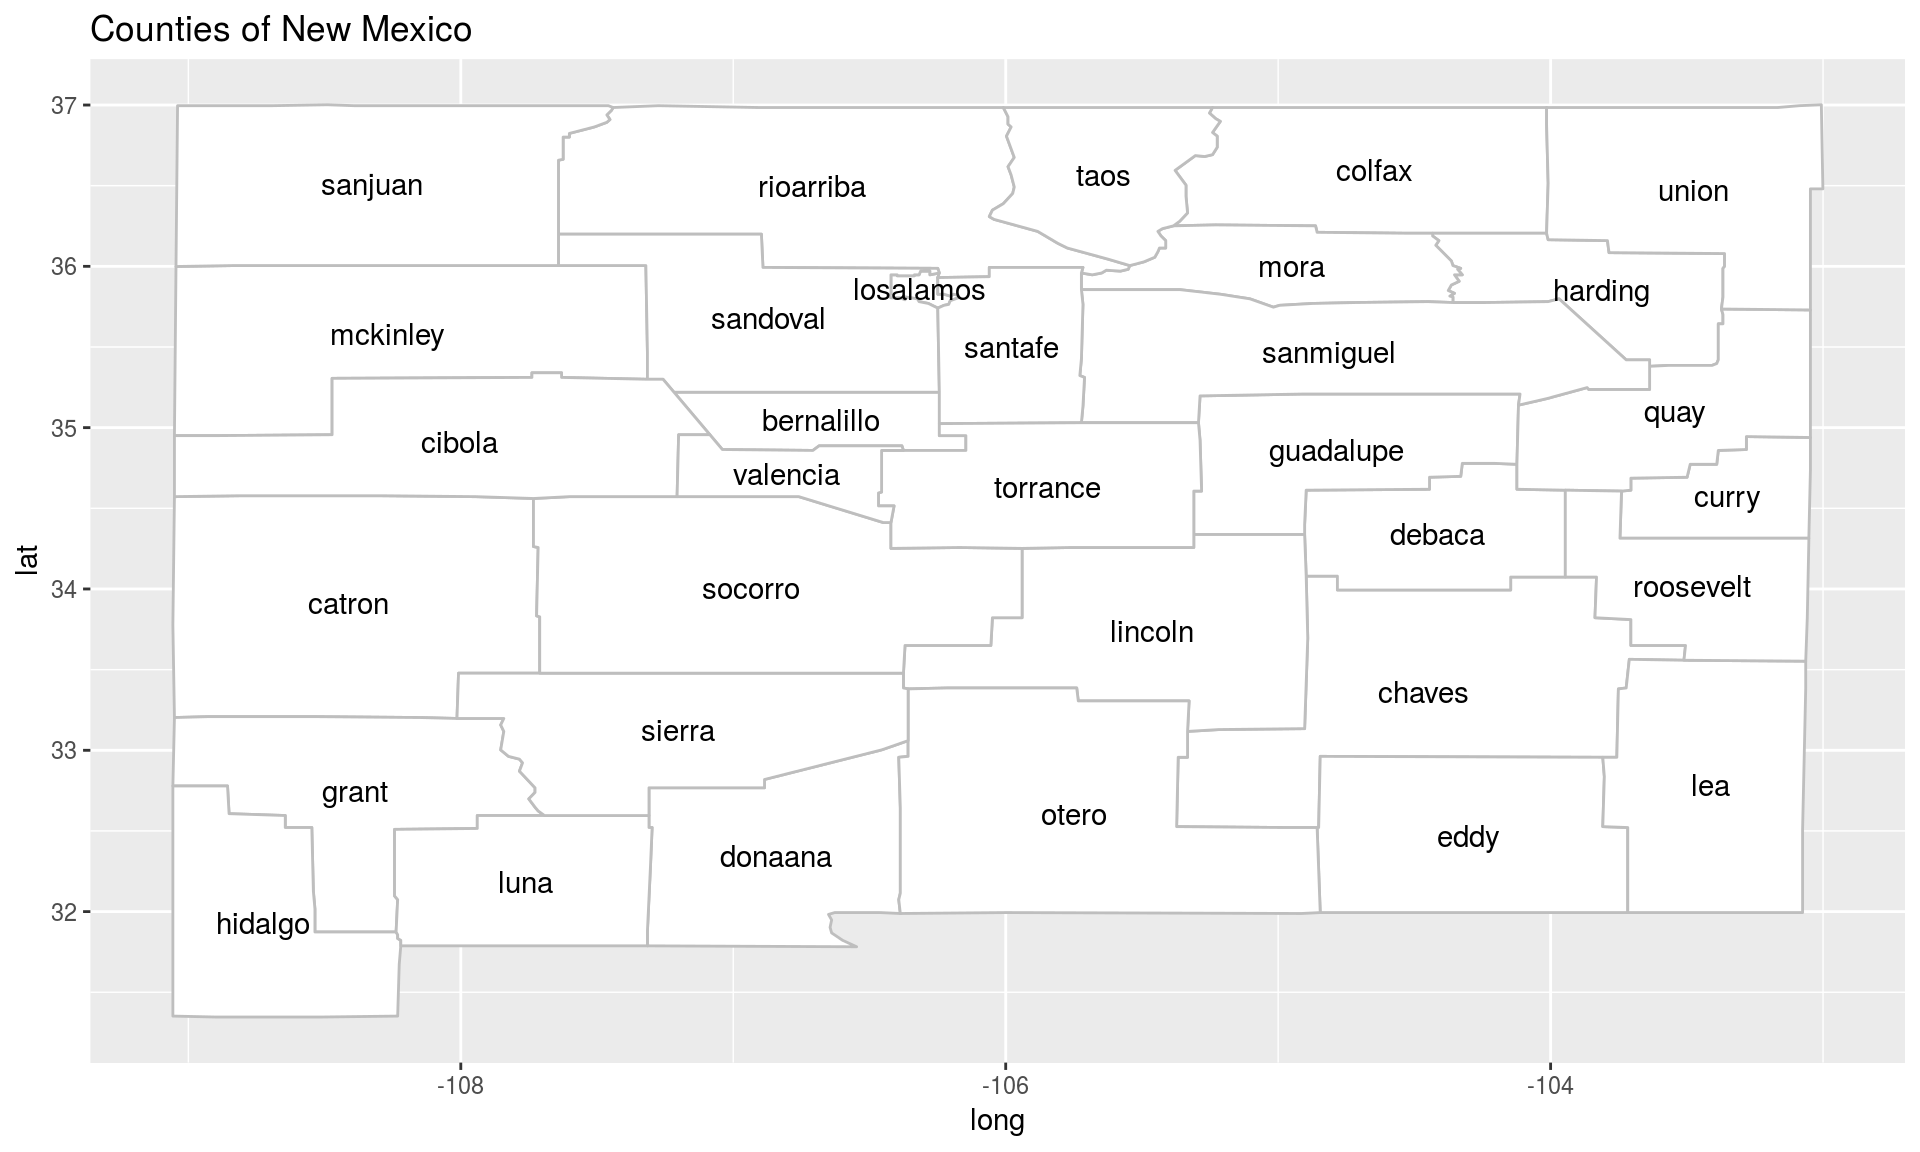 Counties of New Mexico
lat
37
36
35
34
33
32
sanjuan
rioarriba
taos
colfax
union
mora
harding
losalamos
sandoval
mckinley
santafe
sanmiguel
quay
bernalillo
cibola
guadalupe
valencia
torrance
curry
debaca
roosevelt
socorro
catron
lincoln
chaves
sierra
lea
grant
otero
eddy
donaana
luna
hidalgo
-108
-106
-104
long